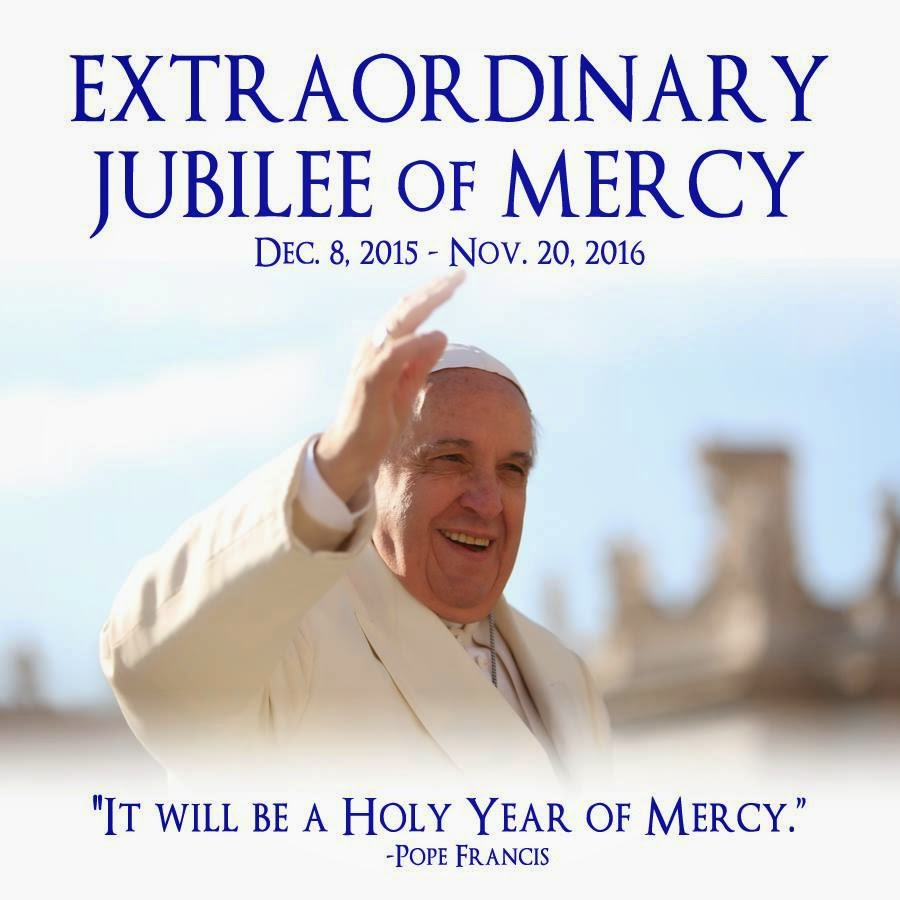 EXTRAORDINARY
JUBILEE OF MERCY
DEC. 8, 2015 - NOV. 20, 2016
"IT WILL BE A HOLY YEAR OF MERCY.”
-POPE FRANCIS